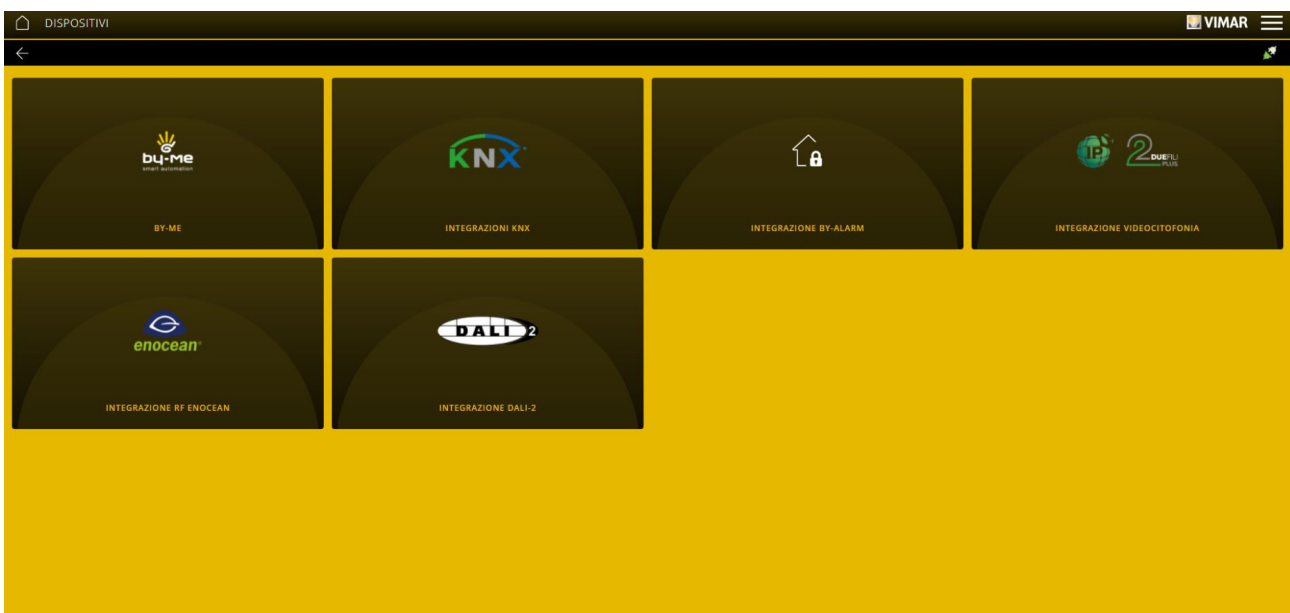 DISPOSITIVI
VIMAR
by-me
smart automation
BY-ME
KNX
INTEGRAZIONI KNX
INTEGRAZIONE BY-ALARM
IP
2 DUEFILI
PLUS
INTEGRAZIONE VIDEOCITOFONIA
enocean®
INTEGRAZIONE RF ENOCEAN
DALI 2
INTEGRAZIONE DALI-2